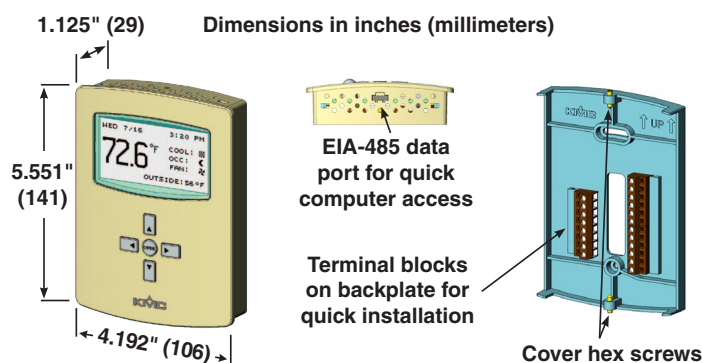 1.125" (29)
Dimensions in inches (millimeters)
WED 7/16 3:20 PM
72.6°F
COOL:
OCC:
FAN:
OUTSIDE:56°F
ENTER
KMC
5.551"
(141)
4.192" (106)
EIA-485 data
port for quick
computer access
Terminal blocks
on backplate for
quick installation
KMC
↑ UP ↑
Cover hex screws